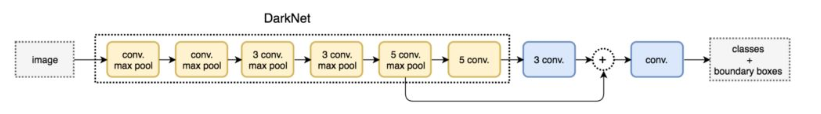 DarkNet
image
conv.
max pool
conv.
max pool
3 conv.
max pool
3 conv.
max pool
5 conv.
max pool
5 conv.
3 conv.
+
conv.
classes
+
boundary boxes